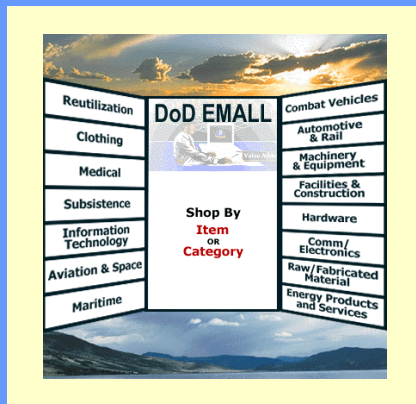 DoD EMALL
Reutilization
Clothing
Medical
Subsistence
Information
Technology
Aviation & Space
Maritime
Shop By
Item
OR
Category
Combat Vehicles
Automotive
& Rail
Machinery
& Equipment
Facilities &
Construction
Hardware
Comm/
Electronics
Raw/Fabricated
Material
Energy Products
and Services